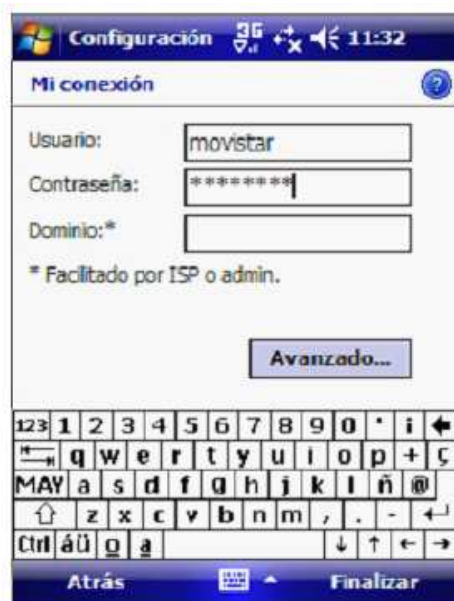 Configuración 3G 11:32
Mi conexión ?
Usuario: movistar
Contraseña: ********
Dominio:*
* Facilitado por ISP o admin.
Avanzado...
123 1 2 3 4 5 6 7 8 9 0 ' ¡ ←
q w e r t y u i o p + ç
MAY a s d f g h j k l ñ @
⇧ z x c v b n m , . - ↵
Ctrl áü º ª ↓ ↑ ← →
Atrás Finalizar